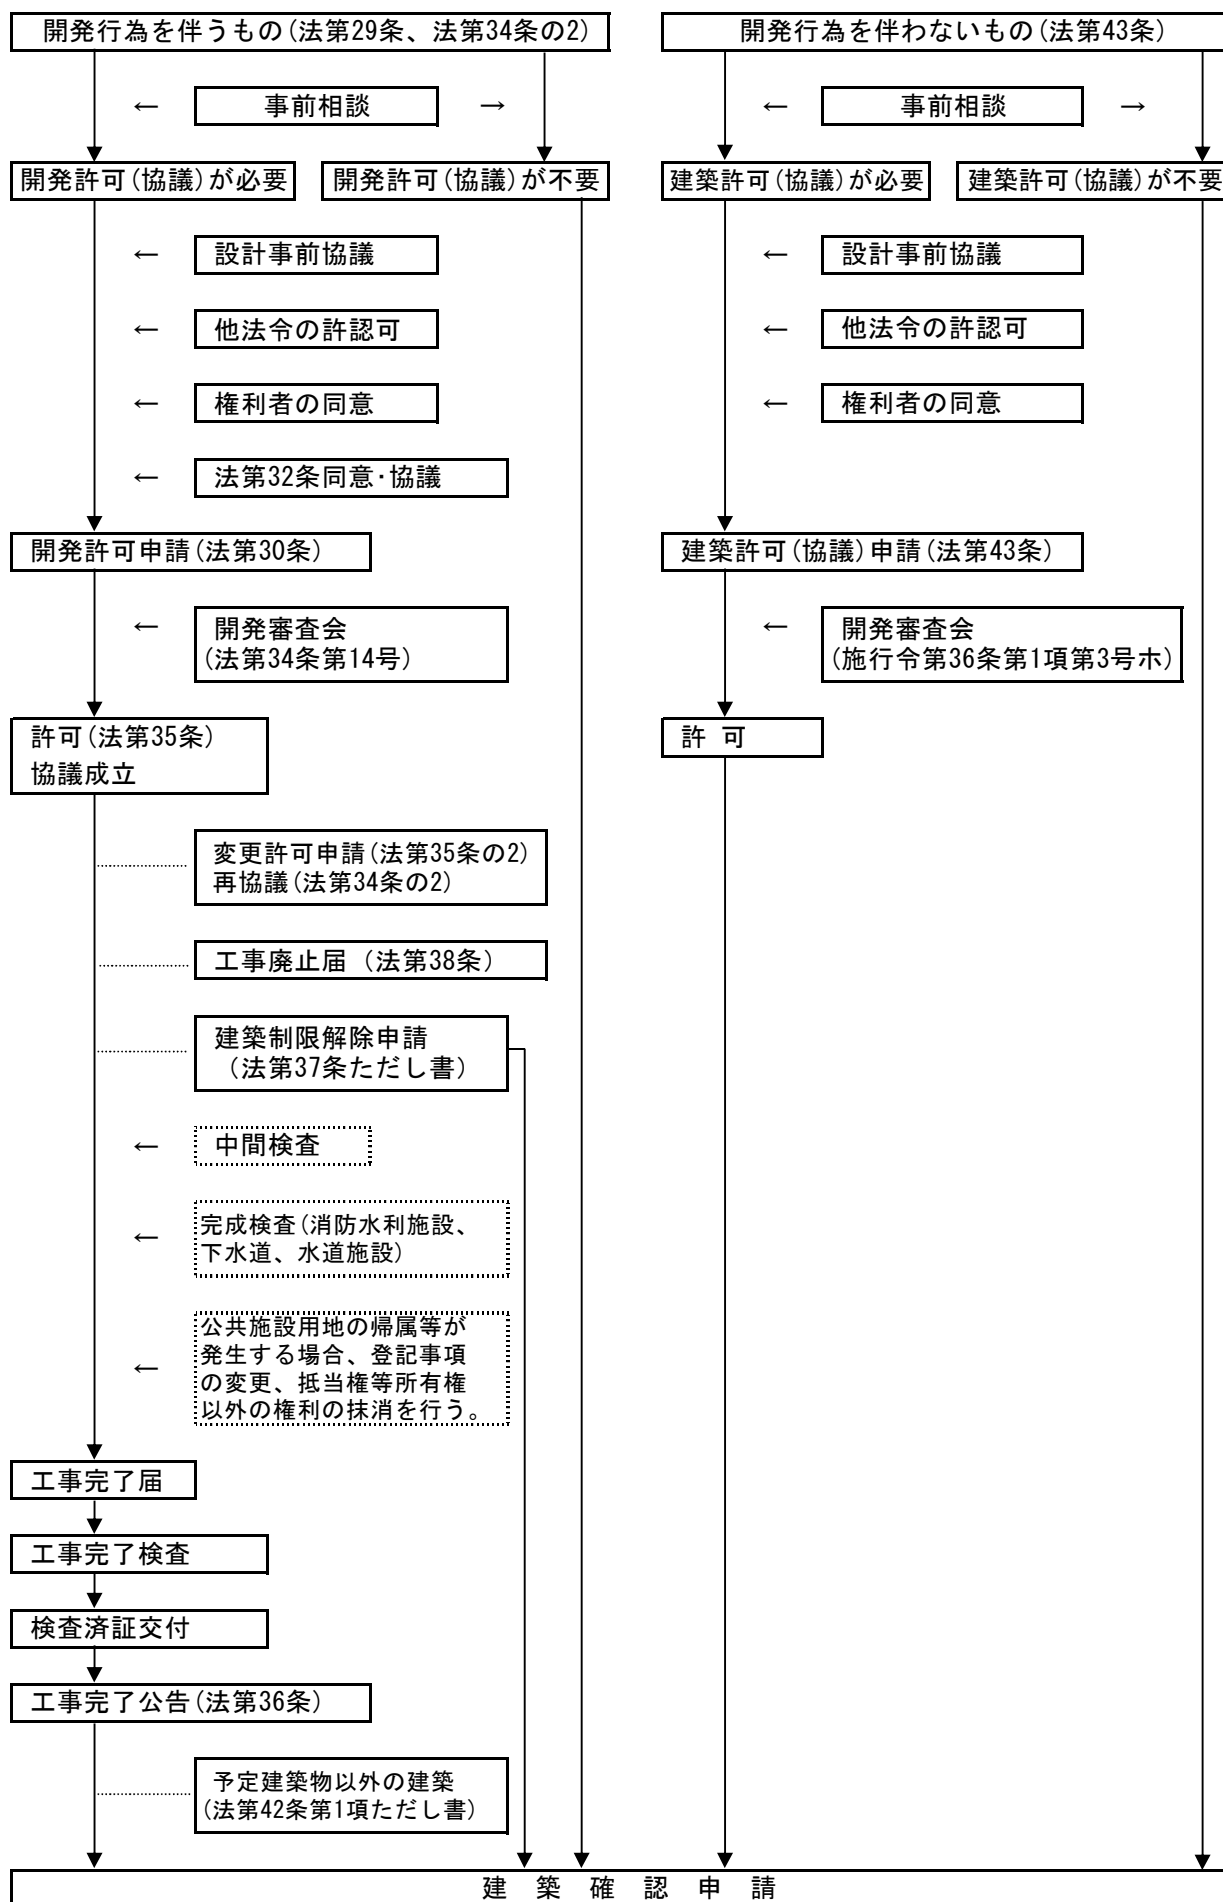 開発行為を伴うもの(法第29条、法第34条の2)
開発行為を伴わないもの(法第43条)
← 事前相談 →
← 事前相談 →
開発許可(協議)が必要
開発許可(協議)が不要
建築許可(協議)が必要
建築許可(協議)が不要
← 設計事前協議
← 設計事前協議
← 他法令の許認可
← 他法令の許認可
← 権利者の同意
← 権利者の同意
← 法第32条同意・協議
開発許可申請(法第30条)
建築許可(協議)申請(法第43条)
← 開発審査会
(法第34条第14号)
← 開発審査会
(施行令第36条第1項第3号ホ)
許可(法第35条)
協議成立
許 可
変更許可申請(法第35条の2)
再協議(法第34条の2)
工事廃止届(法第38条)
建築制限解除申請
(法第37条ただし書)
← 中間検査
← 完成検査(消防水利施設、
下水道、水道施設)
← 公共施設用地の帰属等が
発生する場合、登記事項
の変更、抵当権等所有権
以外の権利の抹消を行う。
工事完了届
工事完了検査
検査済証交付
工事完了公告(法第36条)
予定建築物以外の建築
(法第42条第1項ただし書)
建 築 確 認 申 請